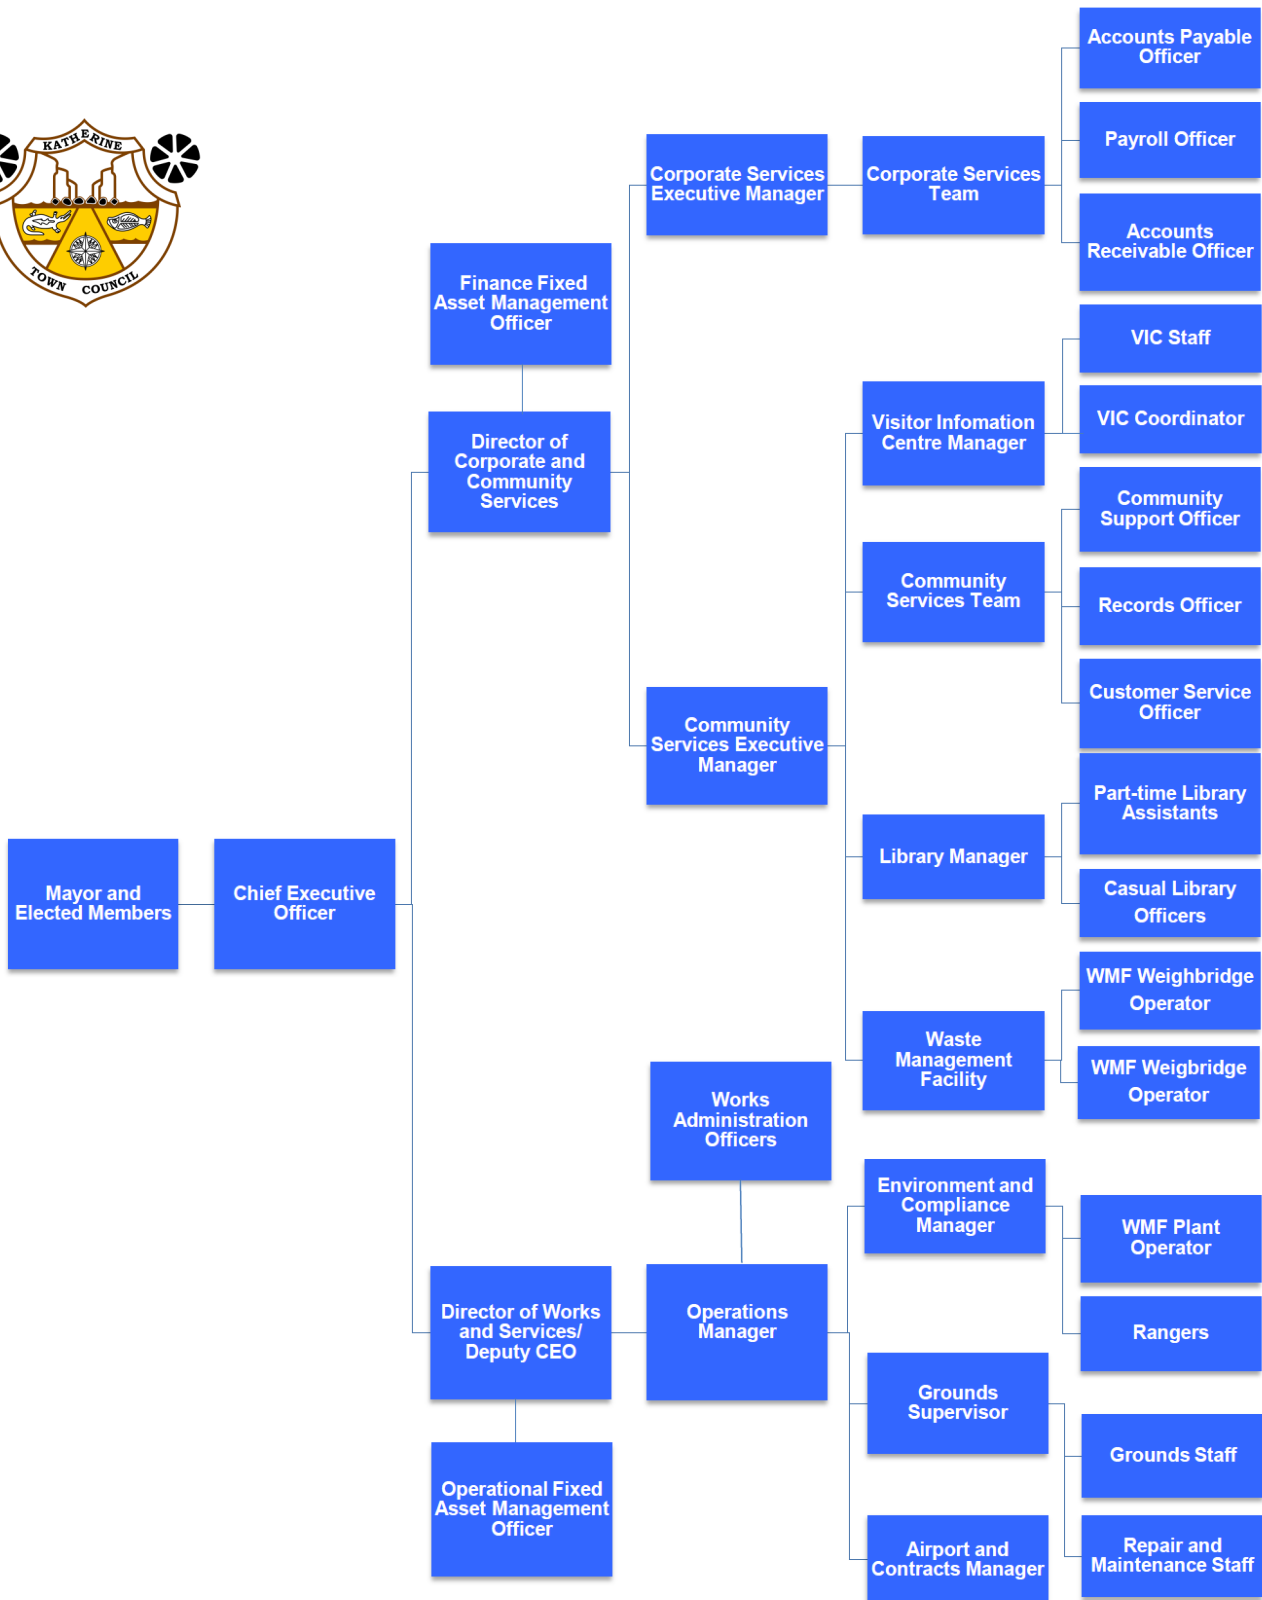 KATHERINE
TOWN COUNCIL
Mayor and
Elected Members
Chief Executive
Officer
Finance Fixed
Asset Management
Officer
Director of
Corporate and
Community
Services
Corporate Services
Executive Manager
Corporate Services
Team
Accounts Payable
Officer
Payroll Officer
Accounts
Receivable Officer
Community
Services Executive
Manager
Visitor Infomation
Centre Manager
VIC Staff
VIC Coordinator
Community
Services Team
Community
Support Officer
Records Officer
Customer Service
Officer
Library Manager
Part-time Library
Assistants
Casual Library
Officers
Waste
Management
Facility
WMF Weighbridge
Operator
WMF Weigbridge
Operator
Director of Works
and Services/
Deputy CEO
Operational Fixed
Asset Management
Officer
Works
Administration
Officers
Operations
Manager
Environment and
Compliance
Manager
WMF Plant
Operator
Rangers
Grounds
Supervisor
Grounds Staff
Repair and
Maintenance Staff
Airport and
Contracts Manager